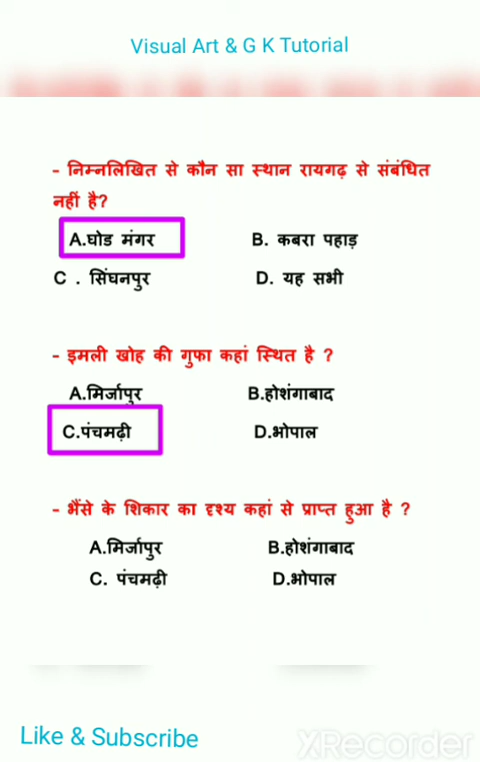 Visual Art & G K Tutorial
- निम्नलिखित से कौन सा स्थान रायगढ़ से संबंधित
नहीं है?
A.घोड मंगर B. कबरा पहाड़
C . सिंघनपुर D. यह सभी
- इमली खोह की गुफा कहां स्थित है ?
A.मिर्जापुर B.होशंगाबाद
C.पंचमढ़ी D.भोपाल
- भैंसे के शिकार का दृश्य कहां से प्राप्त हुआ है ?
A.मिर्जापुर B.होशंगाबाद
C. पंचमढ़ी D.भोपाल
Like & Subscribe
XRecorder